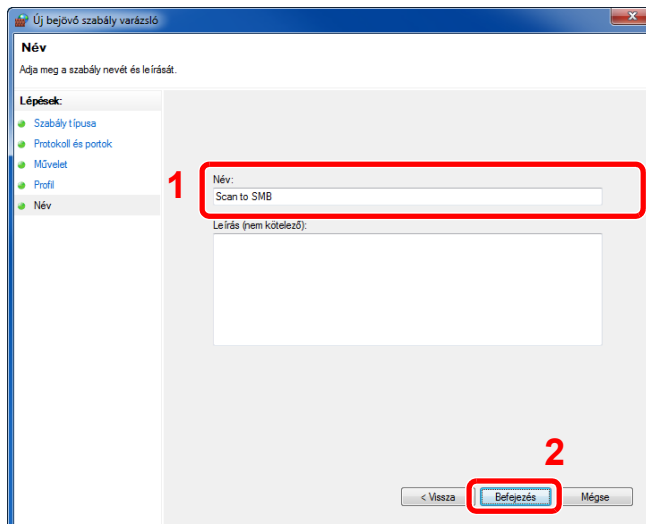 Új bejövő szabály varázsló
Név
Adja meg a szabály nevét és leírását.
Lépések:
Szabály típusa
Protokoll és portok
Művelet
Profil
Név
1
Név:
Scan to SMB
Leírás (nem kötelező):
2
< Vissza
Befejezés
Mégse